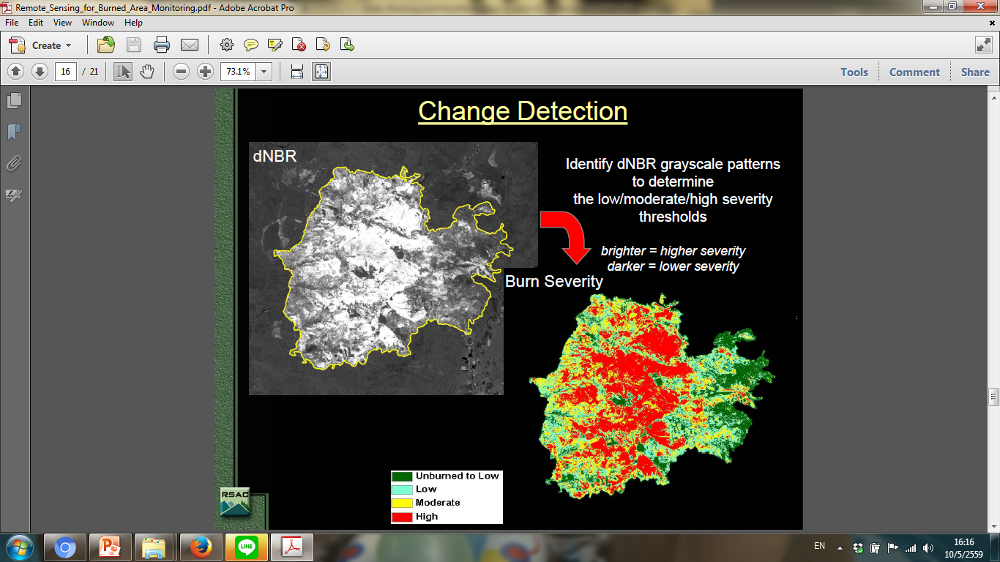 Remote_Sensing_for_Burned_Area_Monitoring.pdf - Adobe Acrobat Pro
File Edit View Window Help
Create
16 / 21
73.1%
Tools Comment Share
Change Detection
dNBR
Identify dNBR grayscale patterns
to determine
the low/moderate/high severity
thresholds
brighter = higher severity
darker = lower severity
Burn Severity
Unburned to Low
Low
Moderate
High
RSAC
LINE
EN
16:16
10/5/2559